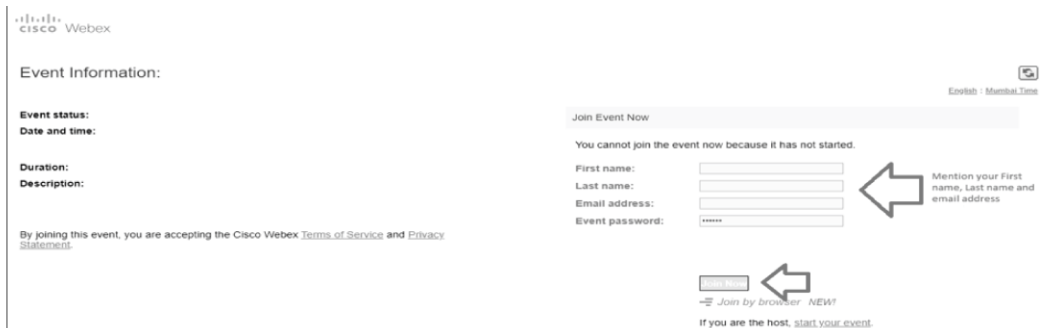 cisco Webex
Event Information:
English : Mumbai Time
Event status:
Date and time:
Duration:
Description:
By joining this event, you are accepting the Cisco Webex Terms of Service and Privacy
Statement.
Join Event Now
You cannot join the event now because it has not started.
First name:
Last name:
Email address:
Event password:
Mention your First
name, Last name and
email address
Join Now
Join by browser NEW!
If you are the host, start your event.